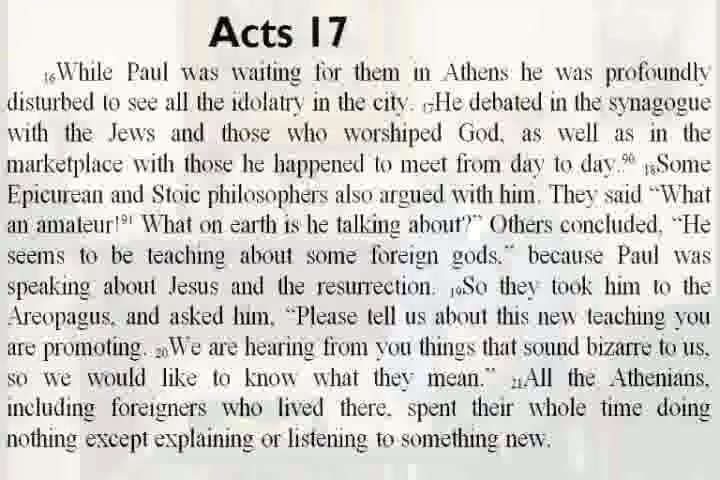 Acts 17
16While Paul was waiting for them in Athens he was profoundly
disturbed to see all the idolatry in the city. 17He debated in the synagogue
with the Jews and those who worshiped God, as well as in the
marketplace with those he happened to meet from day to day.90 18Some
Epicurean and Stoic philosophers also argued with him. They said “What
an amateur!91 What on earth is he talking about?” Others concluded, “He
seems to be teaching about some foreign gods,” because Paul was
speaking about Jesus and the resurrection. 19So they took him to the
Areopagus, and asked him, “Please tell us about this new teaching you
are promoting. 20We are hearing from you things that sound bizarre to us,
so we would like to know what they mean.” 21All the Athenians,
including foreigners who lived there, spent their whole time doing
nothing except explaining or listening to something new.